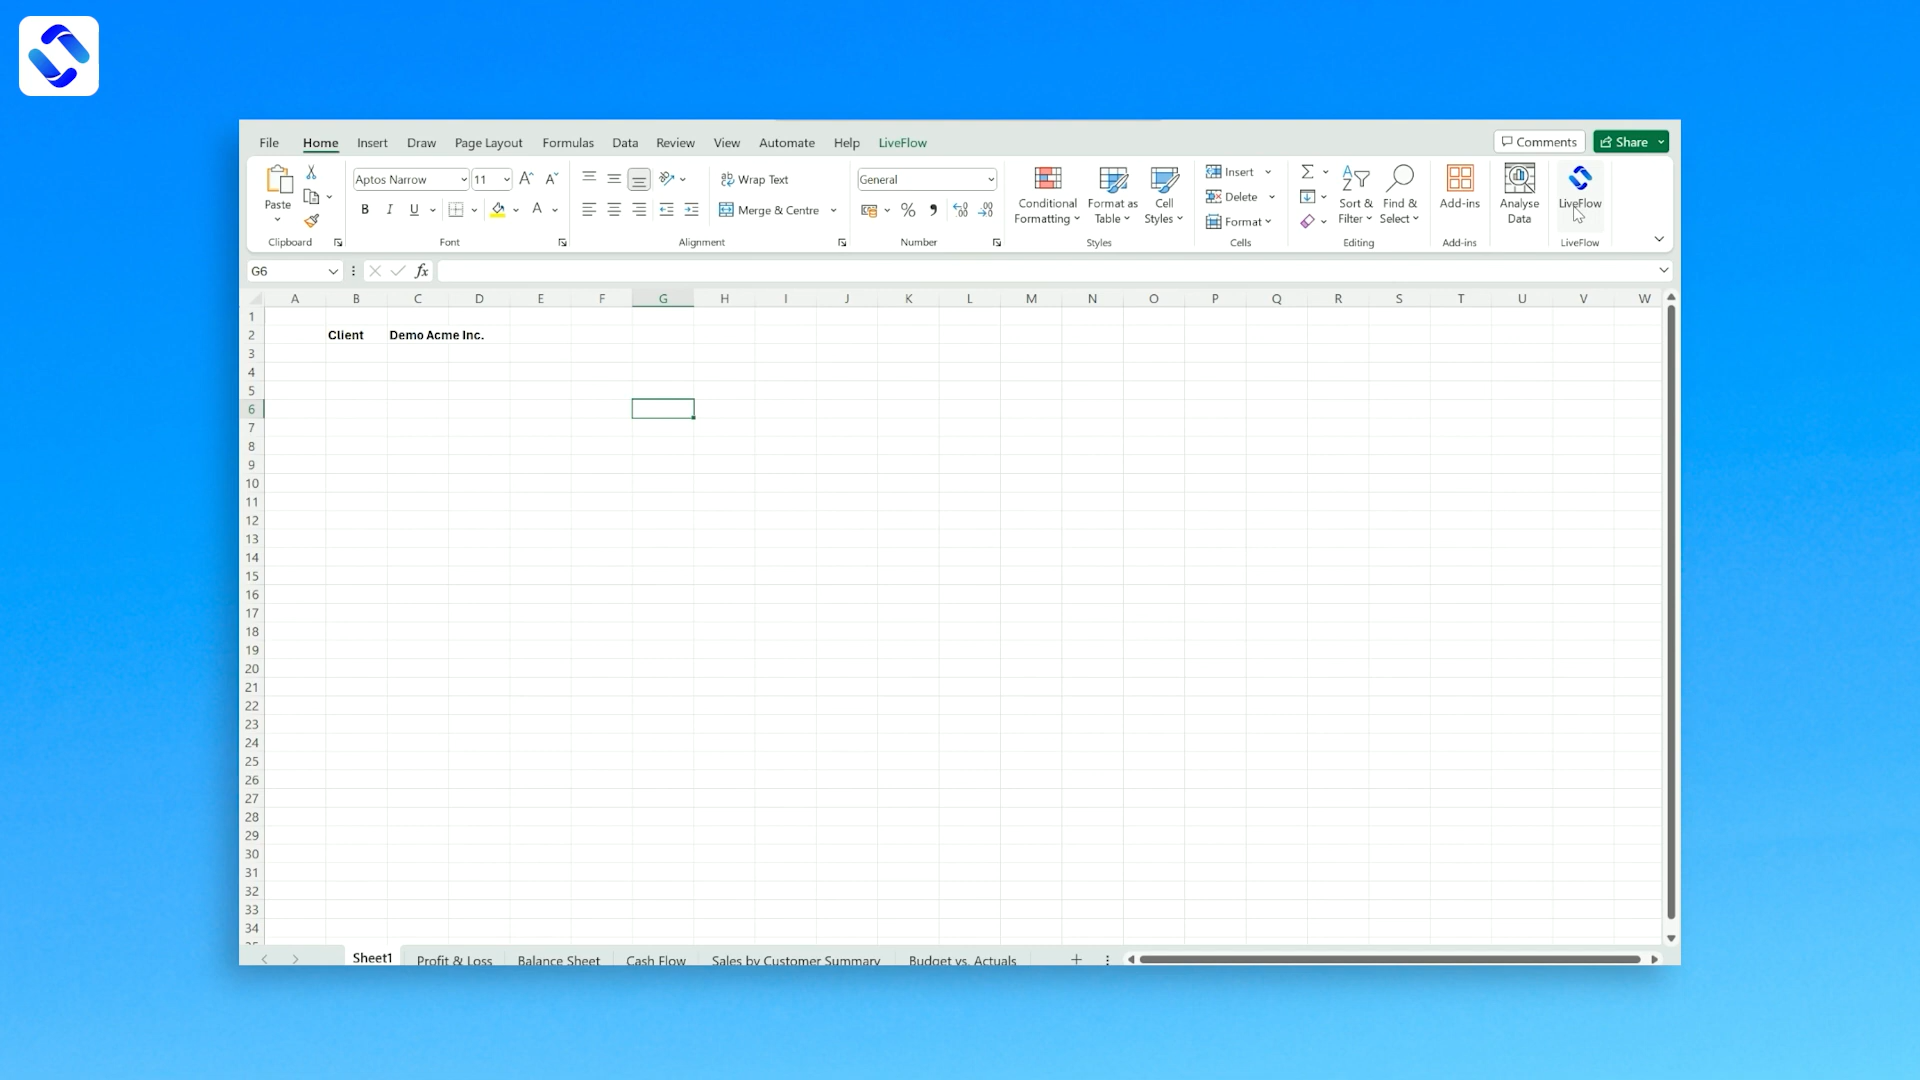 File Home Insert Draw Page Layout Formulas Data Review View Automate Help LiveFlow Comments Share
Paste
Clipboard
Aptos Narrow 11
B I U A
Font
Wrap Text
Merge & Centre
Alignment
General
% 
Number
Conditional Formatting
Format as Table
Cell Styles
Styles
Insert
Delete
Format
Cells
Sort & Filter
Find & Select
Editing
Add-ins
Add-ins
Analyse Data
LiveFlow
LiveFlow
G6 fx
A B C D E F G H I J K L M N O P Q R S T U V W
1
2 Client Demo Acme Inc.
3
4
5
6
7
8
9
10
11
12
13
14
15
16
17
18
19
20
21
22
23
24
25
26
27
28
29
30
31
32
33
34
Sheet1 Profit & Loss Balance Sheet Cash Flow Sales by Customer Summary Budget vs. Actuals